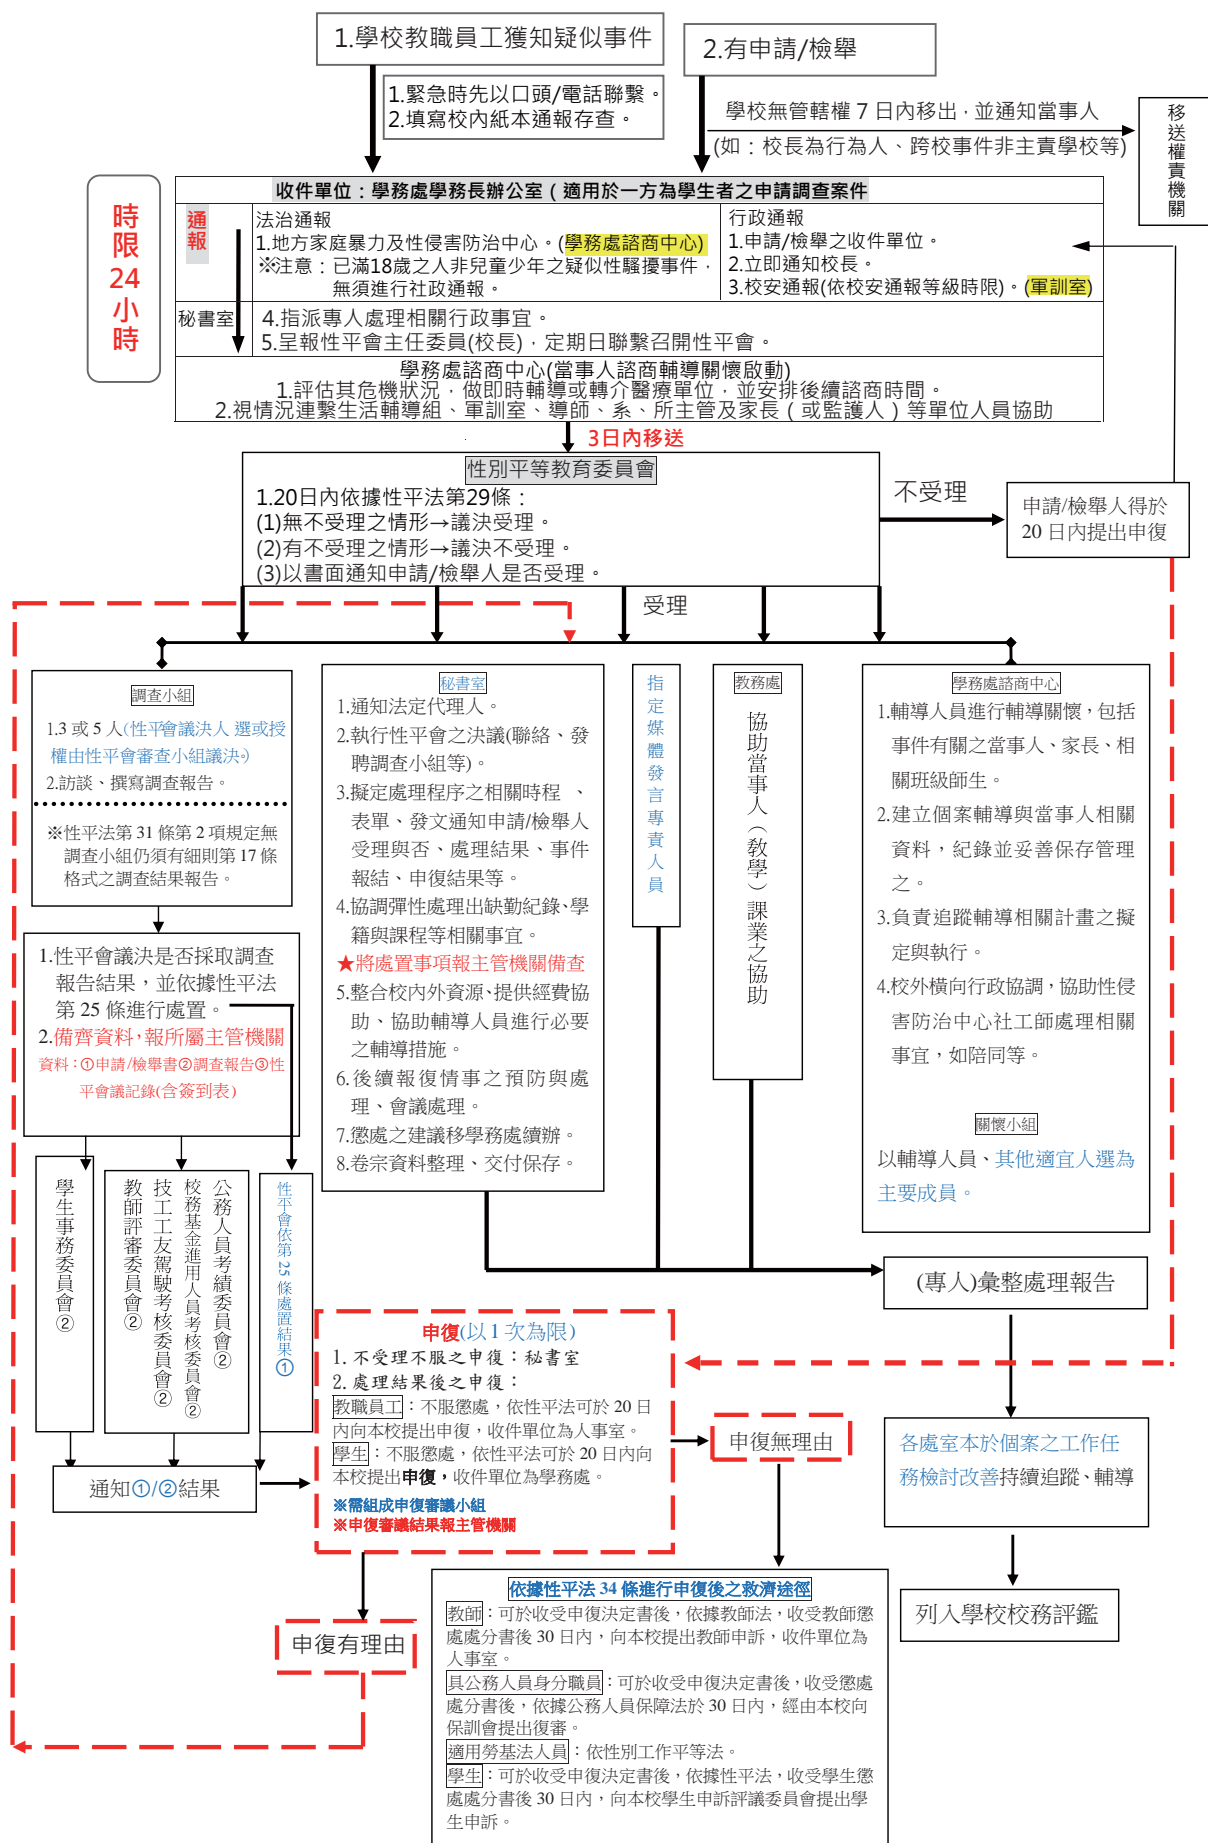 1.學校教職員工獲知疑似事件
2.有申請/檢舉
1.緊急時先以口頭/電話聯繫。
2.填寫校內紙本通報存查。
學校無管轄權 7 日內移出，並通知當事人
(如：校長為行為人、跨校事件非主責學校等)
移送權責機關
時限24小時
收件單位：學務處學務長辦公室（適用於一方為學生者之申請調查案件
通報
法治通報
1.地方家庭暴力及性侵害防治中心。(學務處諮商中心)
※注意：已滿18歲之人非兒童少年之疑似性騷擾事件，
無須進行社政通報。
行政通報
1.申請/檢舉之收件單位。
2.立即通知校長。
3.校安通報(依校安通報等級時限)。(軍訓室)
秘書室
4.指派專人處理相關行政事宜。
5.呈報性平會主任委員(校長)，定期日聯繫召開性平會。
學務處諮商中心(當事人諮商輔導關懷啟動)
1.評估其危機狀況，做即時輔導或轉介醫療單位，並安排後續諮商時間。
2.視情況連繫生活輔導組、軍訓室、導師、系、所主管及家長（或監護人）等單位人員協助
3日內移送
性別平等教育委員會
1.20日內依據性平法第29條：
(1)無不受理之情形→議決受理。
(2)有不受理之情形→議決不受理。
(3)以書面通知申請/檢舉人是否受理。
不受理
申請/檢舉人得於
20 日內提出申復
受理
調查小組
1.3 或 5 人(性平會議決人 選或授
權由性平會審查小組議決。)
2.訪談、撰寫調查報告。
※性平法第 31 條第 2 項規定無
調查小組仍須有細則第 17 條
格式之調查結果報告。
秘書室
1.通知法定代理人。
2.執行性平會之決議(聯絡、發
聘調查小組等)。
3.擬定處理程序之相關時程 、
表單、發文通知申請/檢舉人
受理與否、處理結果、事件
報結、申復結果等。
4.協調彈性處理出缺勤紀錄、學
籍與課程等相關事宜。
★將處置事項報主管機關備查
5.整合校內外資源、提供經費協
助、協助輔導人員進行必要
之輔導措施。
6.後續報復情事之預防與處
理、會議處理。
7.懲處之建議移學務處續辦。
8.卷宗資料整理、交付保存。
指定媒體發言專責人員
教務處
協助當事人（教學）課業之協助
學務處諮商中心
1.輔導人員進行輔導關懷，包括
事件有關之當事人、家長、相
關班級師生。
2.建立個案輔導與當事人相關
資料，紀錄並妥善保存管理
之。
3.負責追蹤輔導相關計畫之擬
定與執行。
4.校外橫向行政協調，協助性侵
害防治中心社工師處理相關
事宜，如陪同等。
關懷小組
以輔導人員、其他適宜人選為
主要成員。
1.性平會議決是否採取調查
報告結果，並依據性平法
第 25 條進行處置。
2.備齊資料，報所屬主管機關
資料：①申請/檢舉書②調查報告③性
平會議記錄(含簽到表)
學生事務委員會②
公務人員考績委員會②
校務基金進用人員考核委員會②
技工工友駕駛考核委員會②
教師評審委員會②
性平會依第 25 條處置結果①
通知①/②結果
申復(以 1 次為限)
1. 不受理不服之申復：秘書室
2. 處理結果後之申復：
教職員工：不服懲處，依性平法可於 20 日
內向本校提出申復，收件單位為人事室。
學生：不服懲處，依性平法可於 20 日內向
本校提出申復，收件單位為學務處。
※需組成申復審議小組
※申復審議結果報主管機關
申復無理由
申復有理由
(專人)彙整處理報告
各處室本於個案之工作任
務檢討改善持續追蹤、輔導
列入學校校務評鑑
依據性平法 34 條進行申復後之救濟途徑
教師：可於收受申復決定書後，依據教師法，收受教師懲
處處分書後 30 日內，向本校提出教師申訴，收件單位為
人事室。
具公務人員身分職員：可於收受申復決定書後，收受懲處
處分書後，依據公務人員保障法於 30 日內，經由本校向
保訓會提出復審。
適用勞基法人員：依性別工作平等法。
學生：可於收受申復決定書後，依據性平法，收受學生懲
處處分書後 30 日內，向本校學生申訴評議委員會提出學
生申訴。